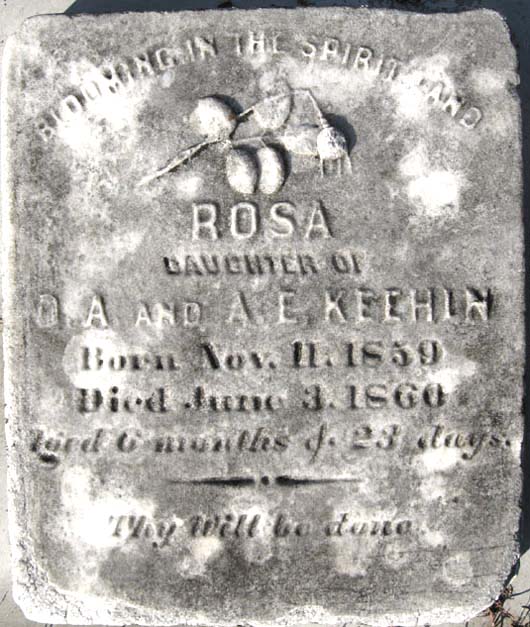 BLOOMING IN THE SPIRIT LAND
ROSA
DAUGHTER OF
O. A. AND A. E. KEEHLN
Born Nov. 11. 1859
Died June 3. 1860
Aged 6 months & 23 days.
Thy Will be done